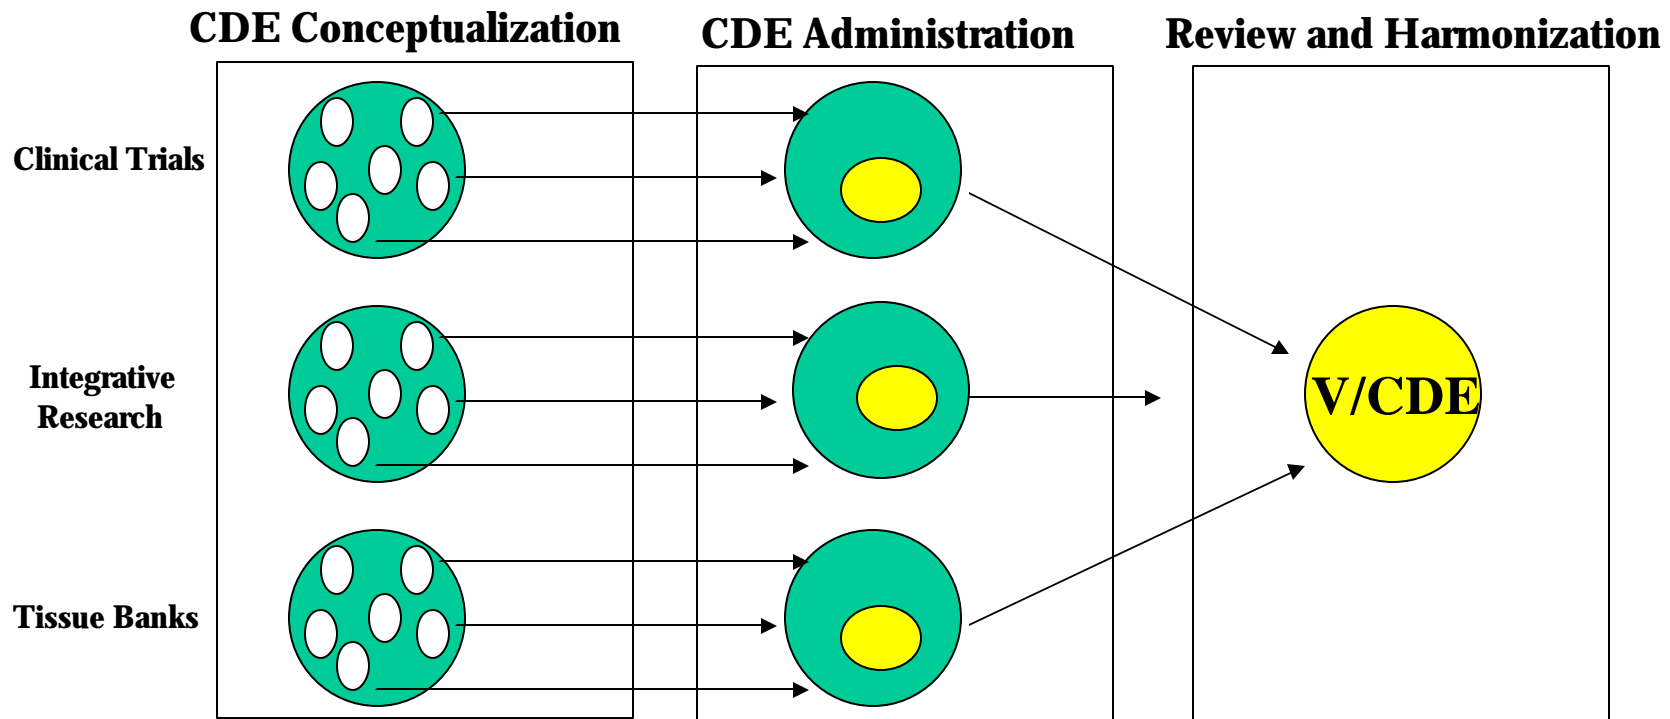 CDE Conceptualization
CDE Administration
Review and Harmonization
Clinical Trials
Integrative
Research
V/CDE
Tissue Banks